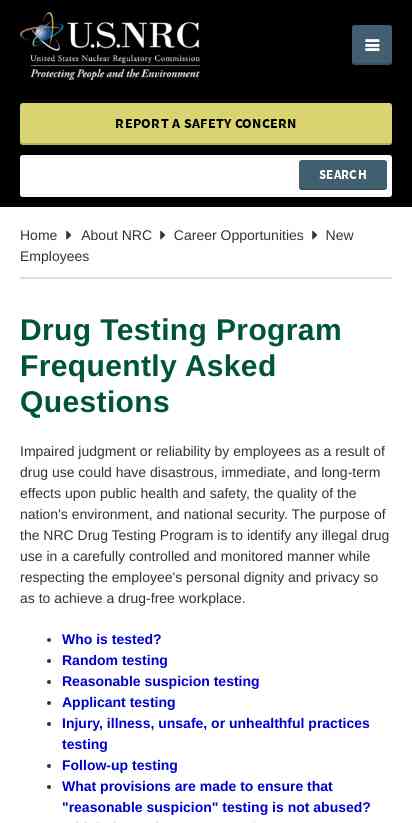 U.S.NRC
United States Nuclear Regulatory Commission
Protecting People and the Environment
REPORT A SAFETY CONCERN
SEARCH
Home About NRC Career Opportunities New
Employees
Drug Testing Program
Frequently Asked
Questions
Impaired judgment or reliability by employees as a result of
drug use could have disastrous, immediate, and long-term
effects upon public health and safety, the quality of the
nation's environment, and national security. The purpose of
the NRC Drug Testing Program is to identify any illegal drug
use in a carefully controlled and monitored manner while
respecting the employee's personal dignity and privacy so
as to achieve a drug-free workplace.
• Who is tested?
• Random testing
• Reasonable suspicion testing
• Applicant testing
• Injury, illness, unsafe, or unhealthful practices
testing
• Follow-up testing
• What provisions are made to ensure that
"reasonable suspicion" testing is not abused?